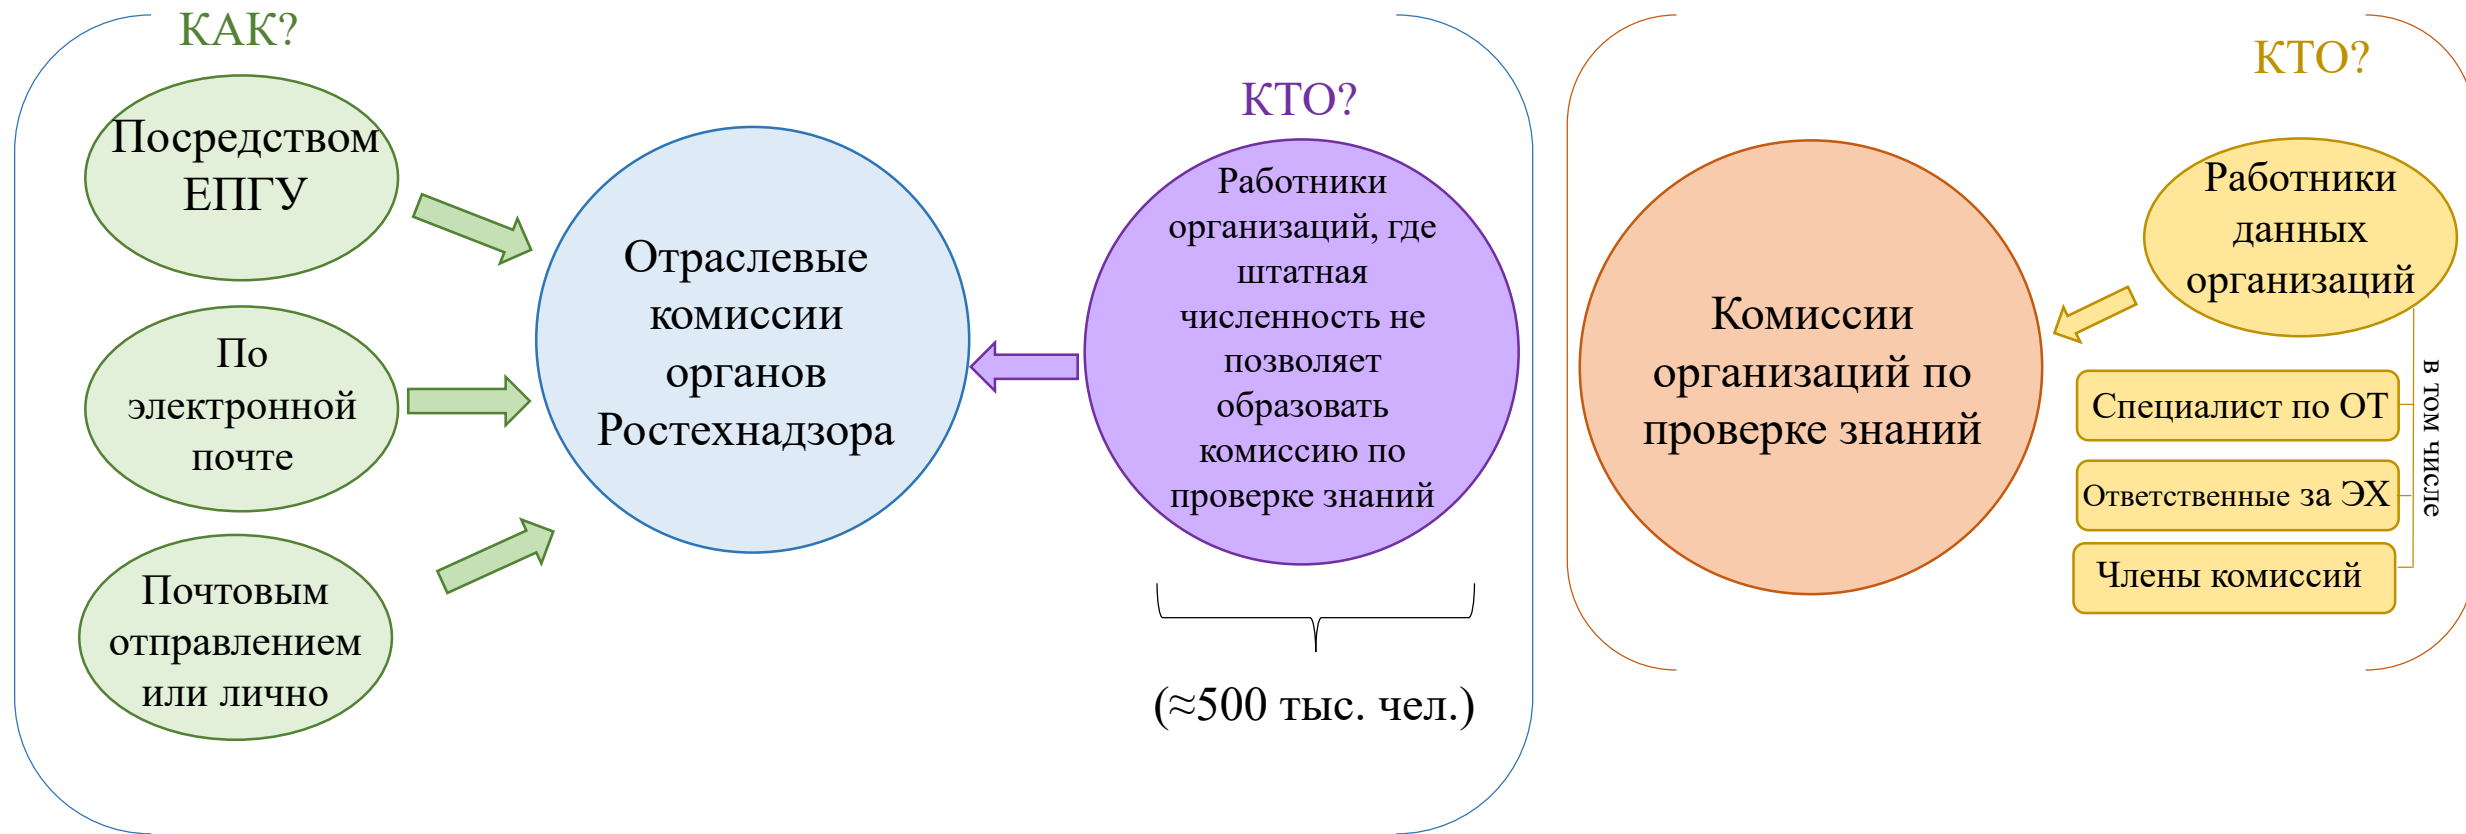 КАК?
Посредством
ЕПГУ
По
электронной
почте
Почтовым
отправлением
или лично
Отраслевые
комиссии
органов
Ростехнадзора
КТО?
Работники
организаций, где
штатная
численность не
позволяет
образовать
комиссию по
проверке знаний
(≈500 тыс. чел.)
Комиссии
организаций по
проверке знаний
КТО?
Работники
данных
организаций
в том числе
Специалист по ОТ
Ответственные за ЭХ
Члены комиссий